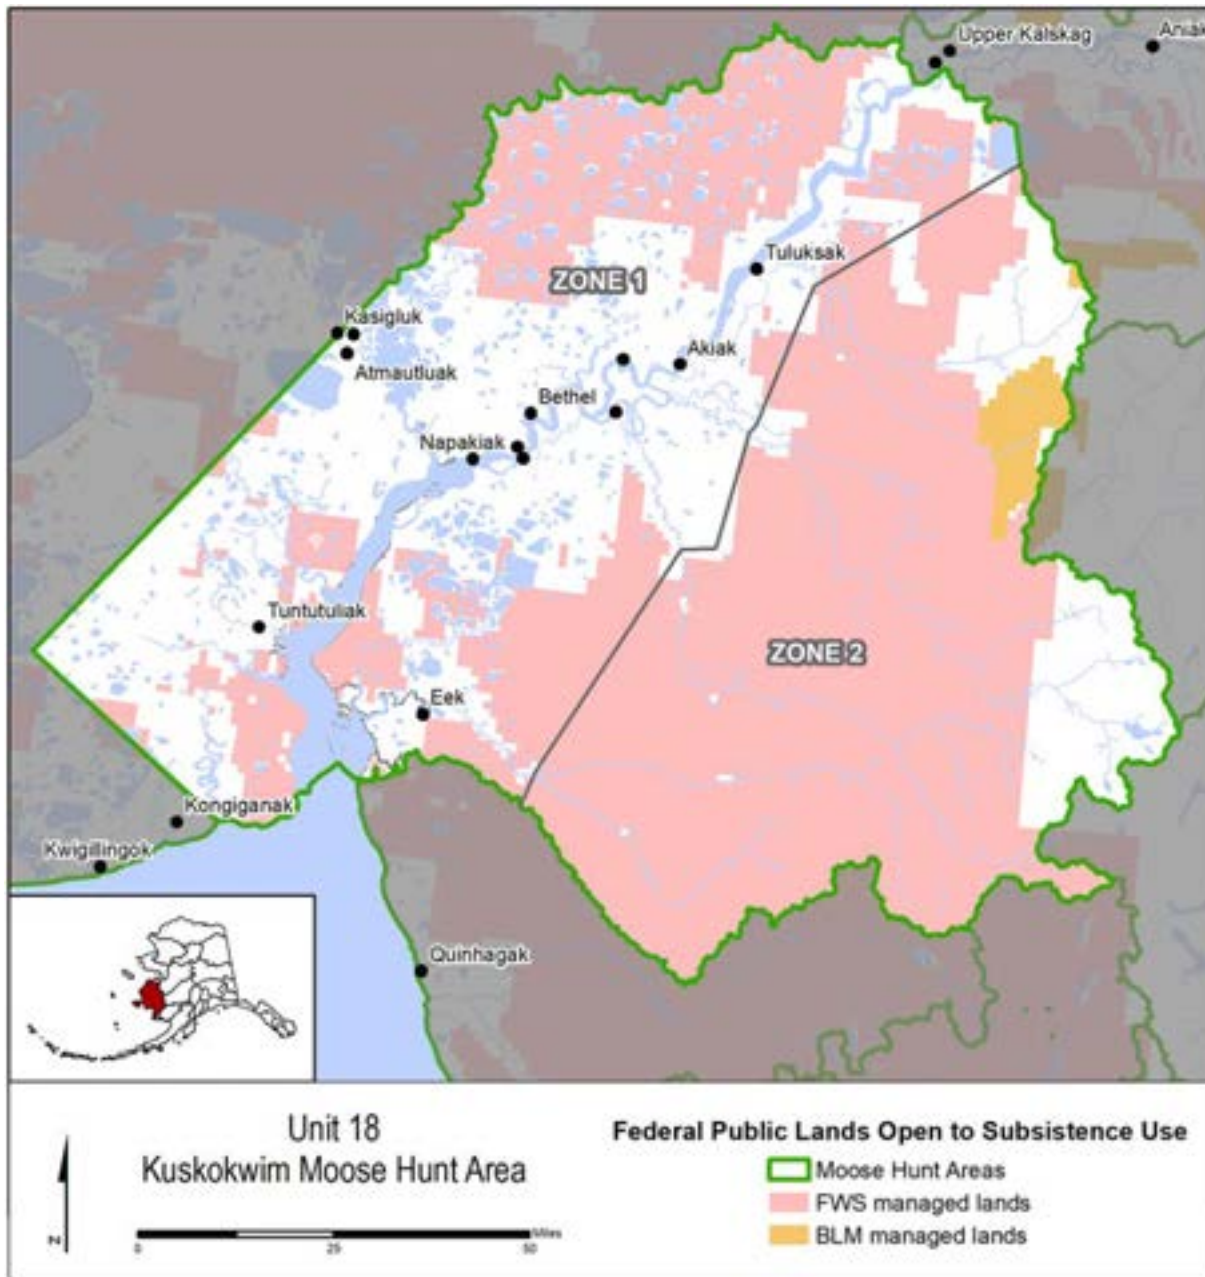 Upper Kalskag
Aniak
Tuluksak
ZONE 1
Kasigluk
Atmautluak
Akiak
Bethel
Napakiak
Tuntutuliak
ZONE 2
Eek
Kongiganak
Kwigillingok
Quinhagak
Unit 18
Kuskokwim Moose Hunt Area
N
Miles
0 25 50
Federal Public Lands Open to Subsistence Use
Moose Hunt Areas
FWS managed lands
BLM managed lands